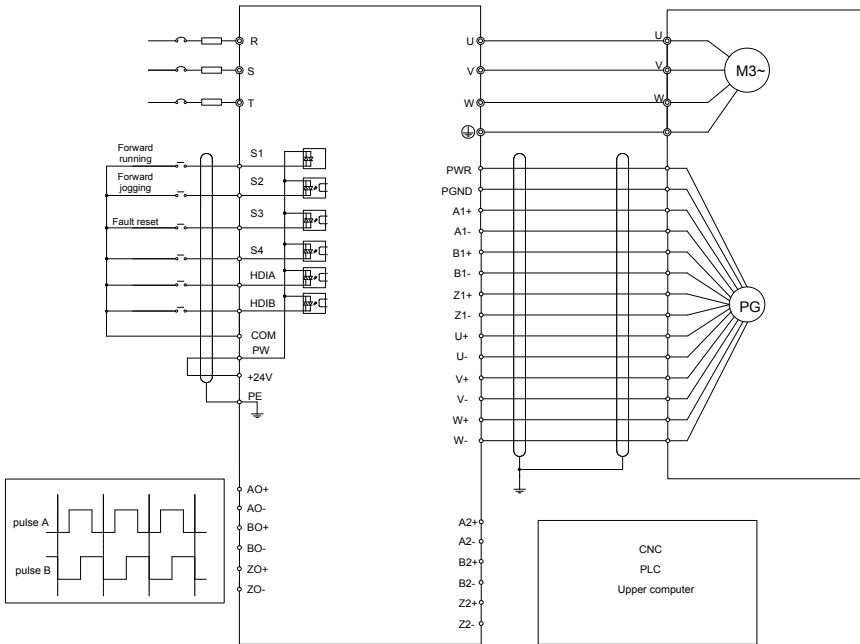 R
S
T
U
V
W
U
V
W
M3~
Forward
running
Forward
jogging
Fault reset
S1
S2
S3
S4
HDIA
HDIB
COM
PW
+24V
PE
PWR
PGND
A1+
A1-
B1+
B1-
Z1+
Z1-
U+
U-
V+
V-
W+
W-
PG
pulse A
pulse B
AO+
AO-
BO+
BO-
ZO+
ZO-
A2+
A2-
B2+
B2-
Z2+
Z2-
CNC
PLC
Upper computer